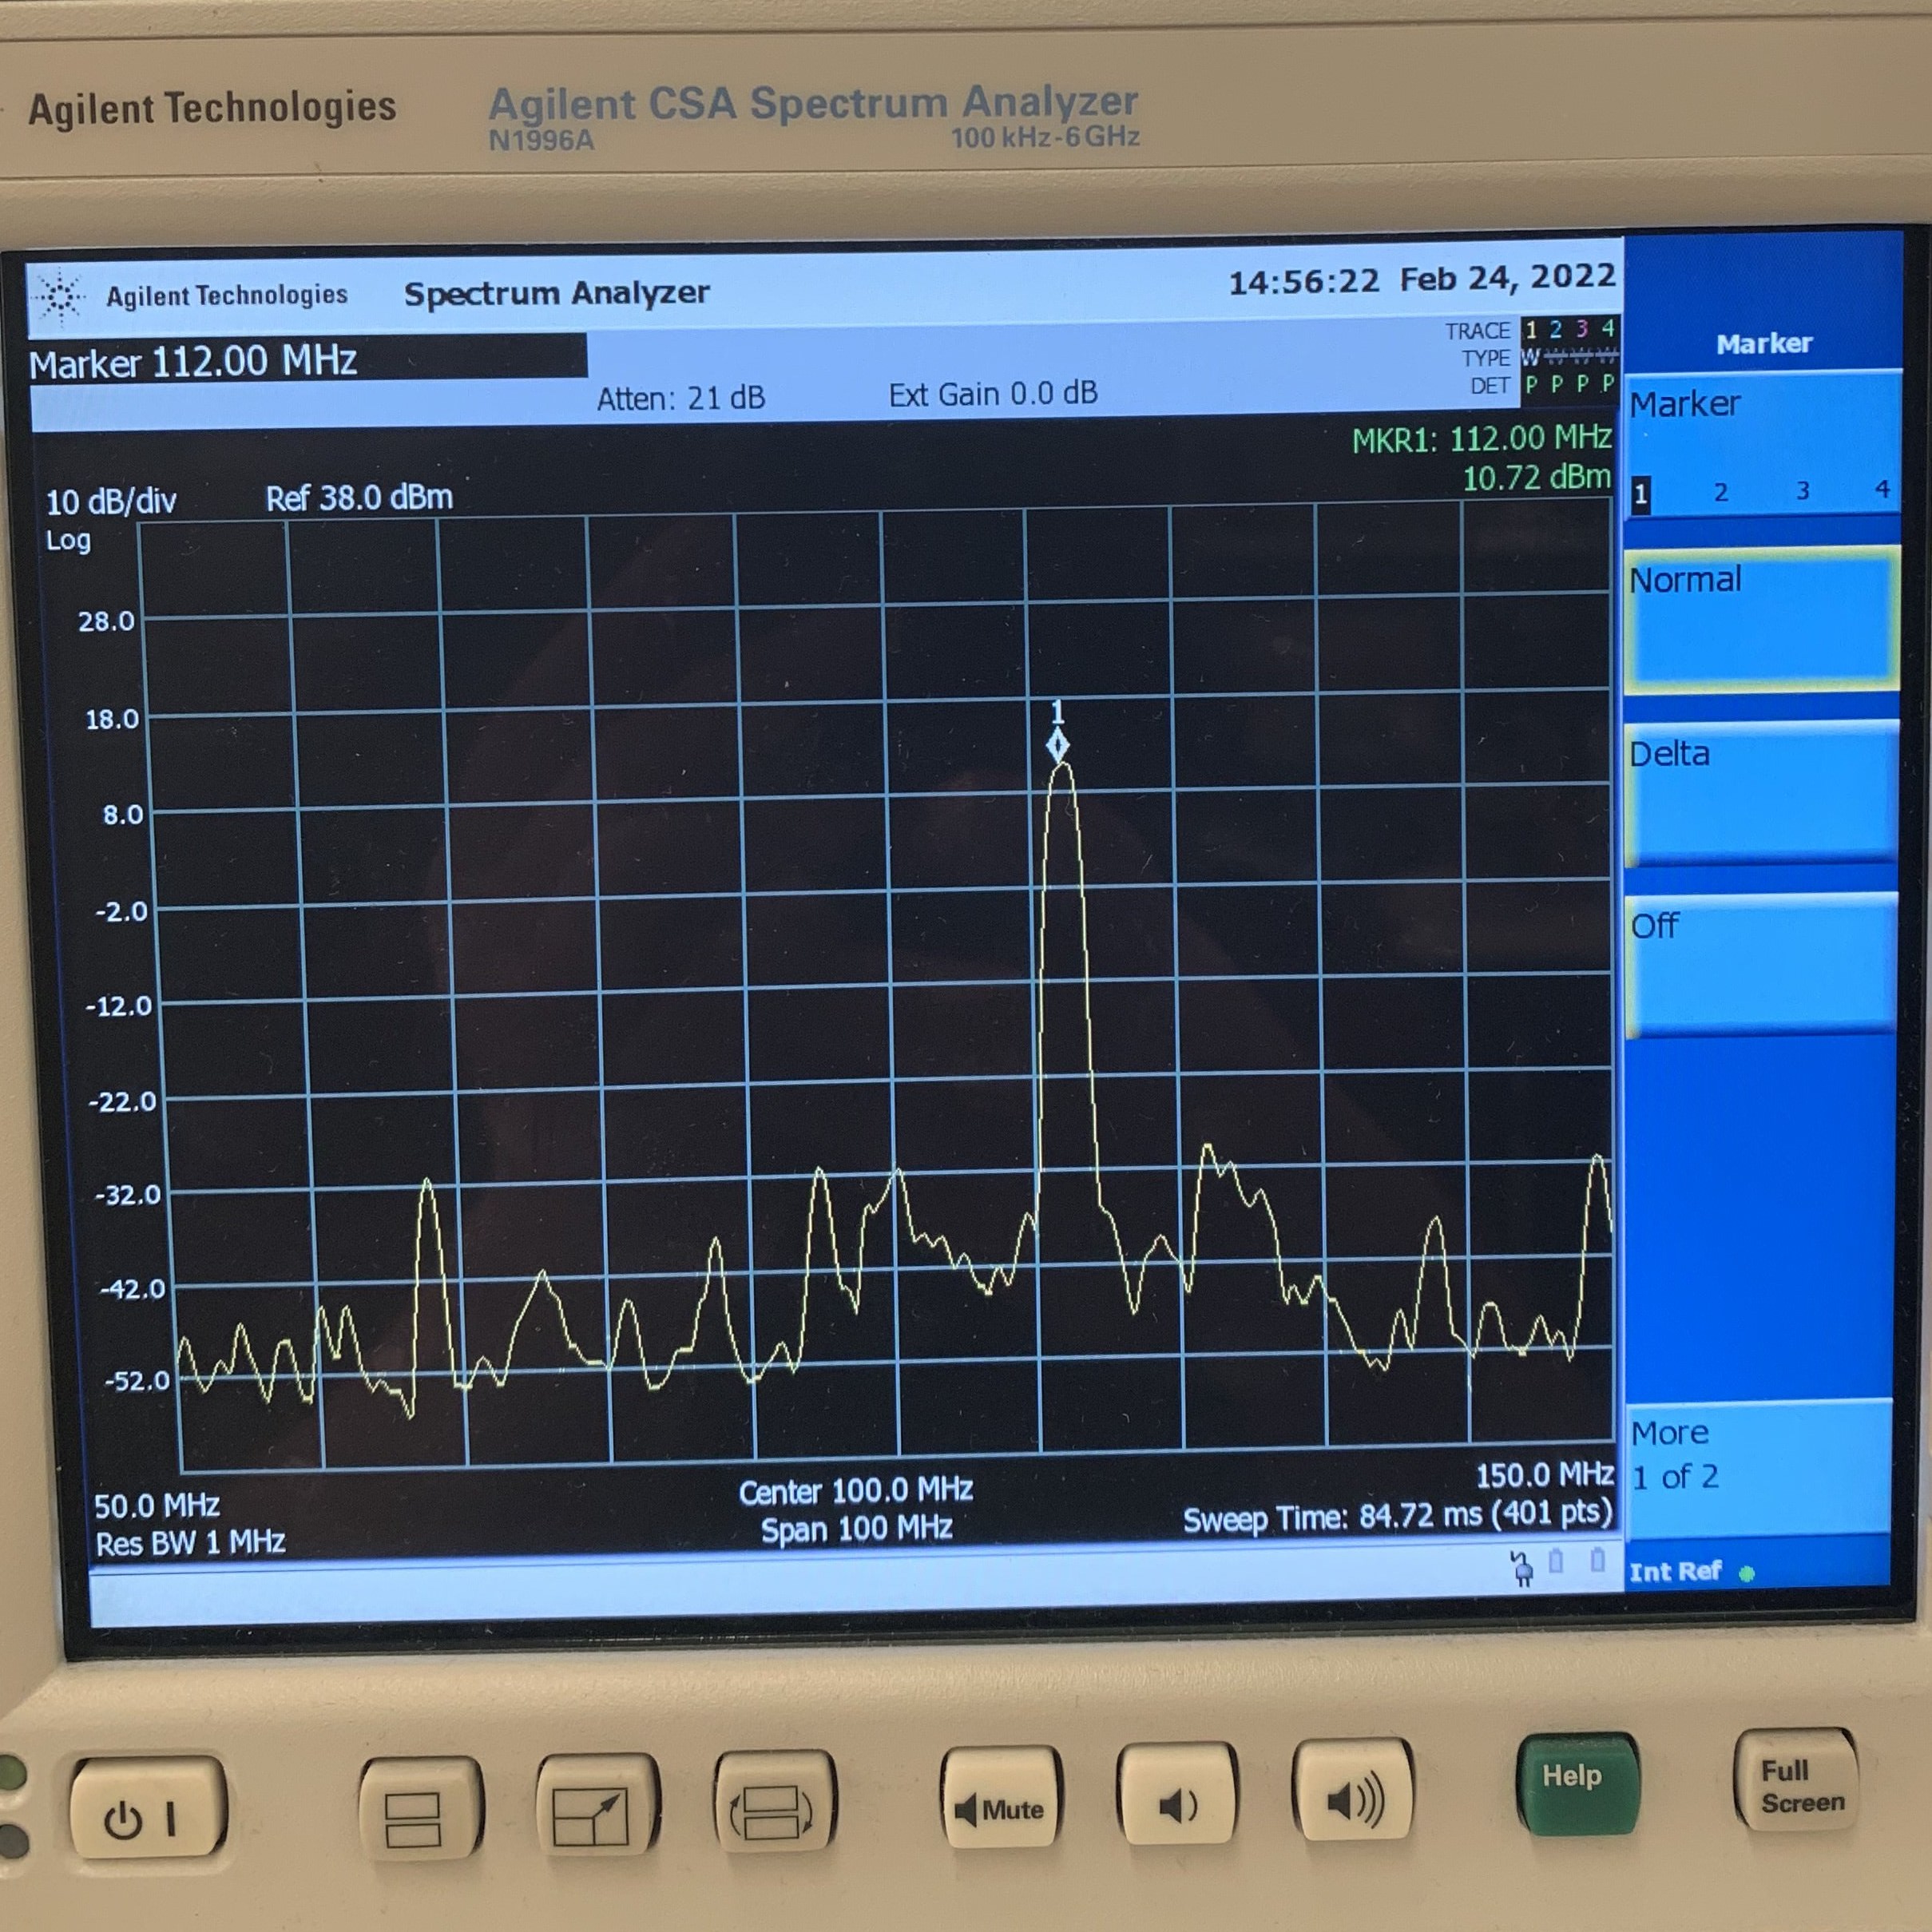 Agilent Technologies
Agilent CSA Spectrum Analyzer
N1996A 100 kHz-6 GHz
Agilent Technologies Spectrum Analyzer 14:56:22 Feb 24, 2022
Marker 112.00 MHz
Atten: 21 dB Ext Gain 0.0 dB
TRACE 1 2 3 4
TYPE W W W W
DET P P P P
MKR1: 112.00 MHz
10.72 dBm
10 dB/div Ref 38.0 dBm
Log
28.0
18.0
8.0
-2.0
-12.0
-22.0
-32.0
-42.0
-52.0
1
50.0 MHz Center 100.0 MHz 150.0 MHz
Res BW 1 MHz Span 100 MHz Sweep Time: 84.72 ms (401 pts)
Marker
Marker
1 2 3 4
Normal
Delta
Off
More
1 of 2
Int Ref
Mute
Help
Full
Screen